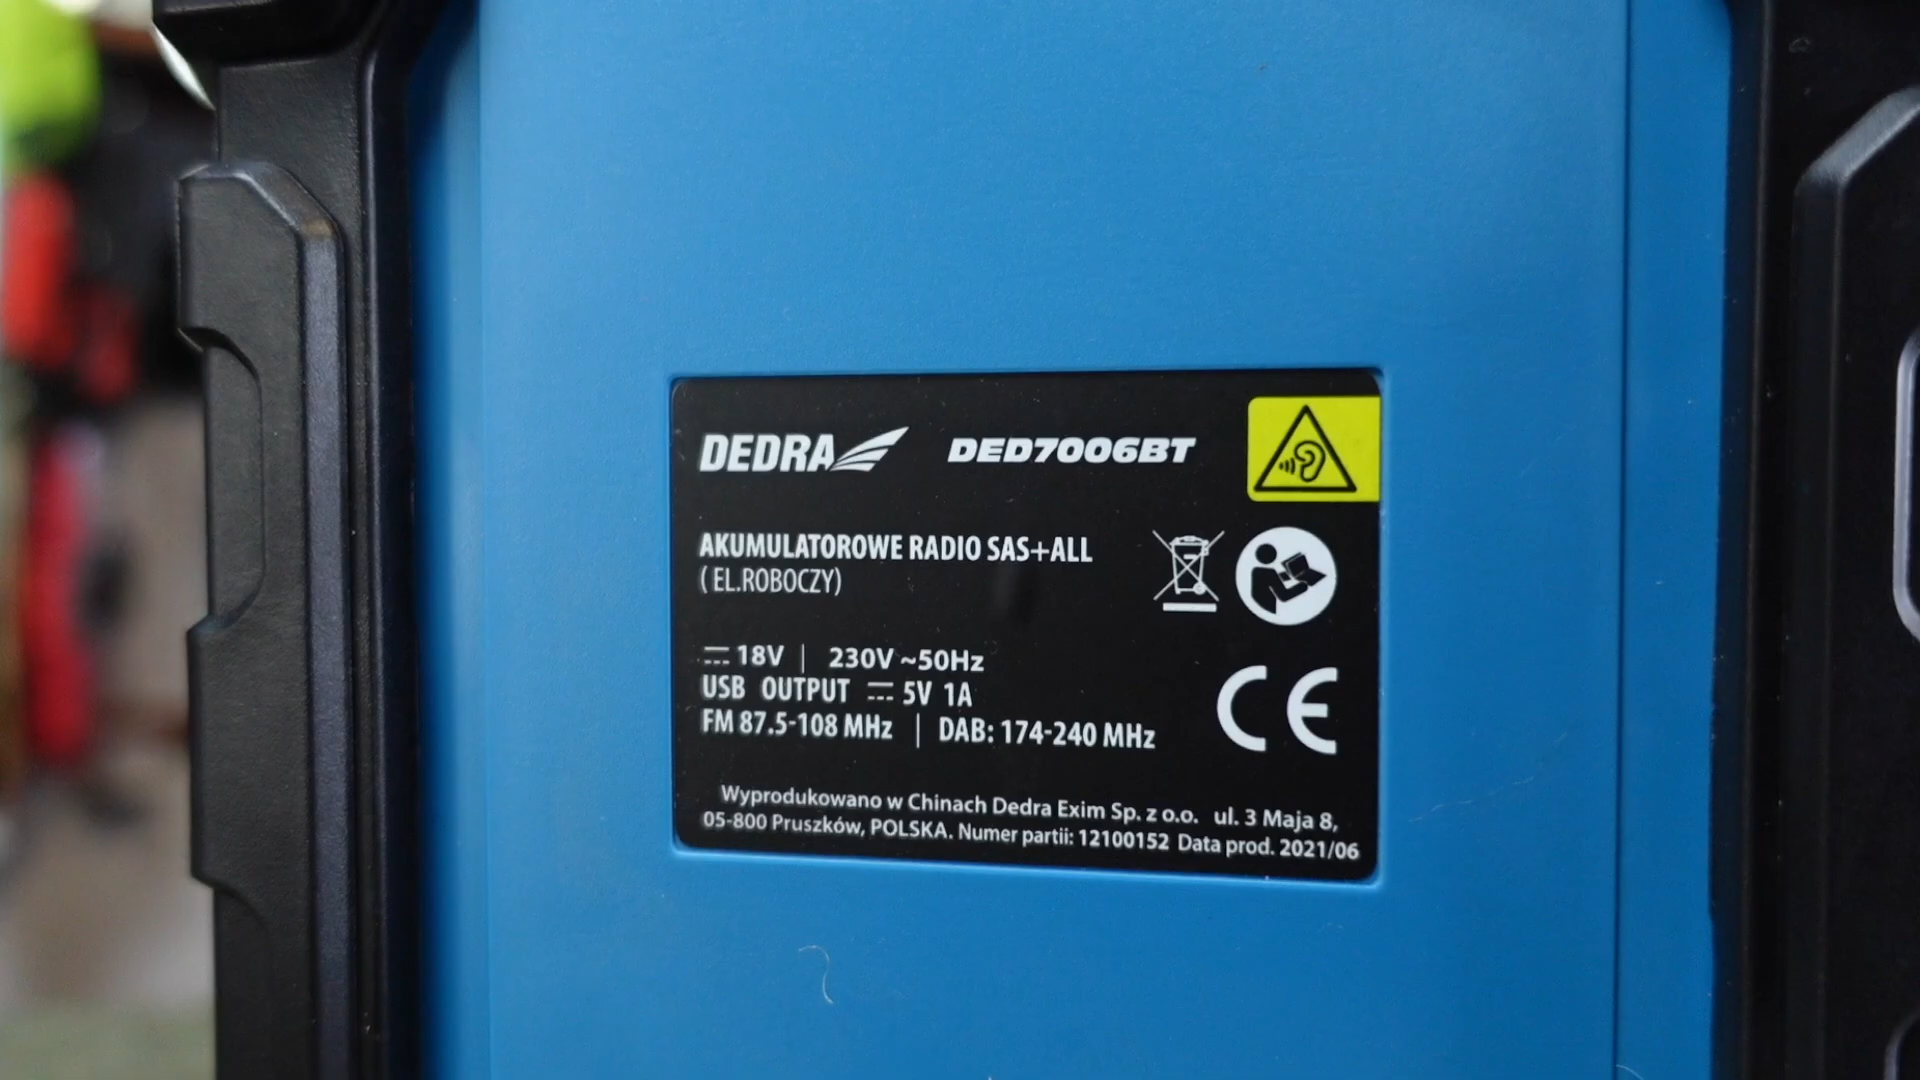 DEDRA DED7006BT
AKUMULATOROWE RADIO SAS+ALL
( EL.ROBOCZY)
18V | 230V ~50Hz
USB OUTPUT 5V 1A
FM 87.5-108 MHz | DAB: 174-240 MHz
CE
Wyprodukowano w Chinach Dedra Exim Sp. z o.o. ul. 3 Maja 8,
05-800 Pruszków, POLSKA. Numer partii: 12100152 Data prod. 2021/06